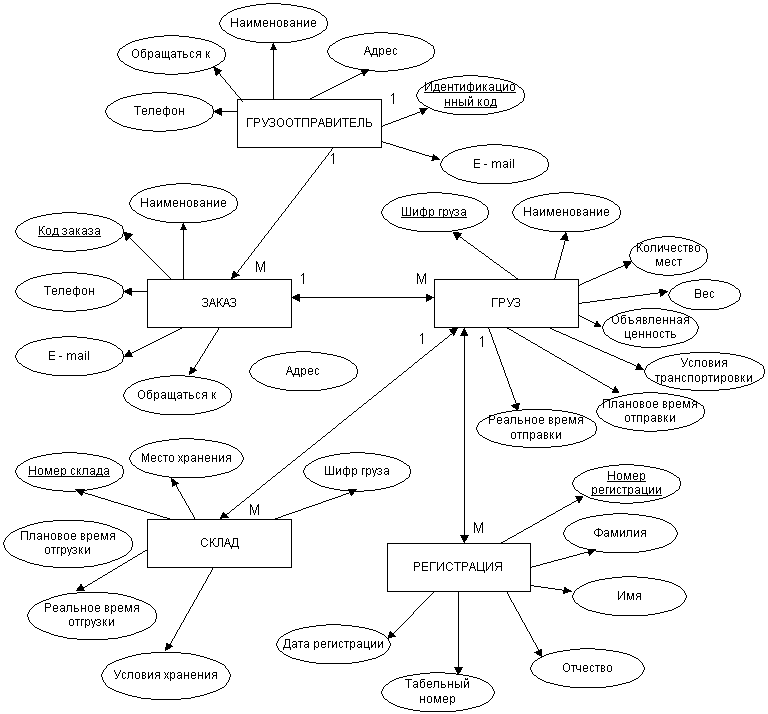 Наименование
Обращаться к
Адрес
Идентификацио
нный код
Телефон
1
ГРУЗООТПРАВИТЕЛЬ
1
E - mail
Наименование
Код заказа
Шифр груза
Наименование
Количество
мест
М
1
М
Телефон
ЗАКАЗ
ГРУЗ
Вес
Объявленная
ценность
1
1
E - mail
Адрес
Условия
транспортировки
Обращаться к
Плановое время
отправки
Реальное время
отправки
Место хранения
Номер склада
Шифр груза
Номер
регистрации
М
М
Плановое время
отгрузки
СКЛАД
Фамилия
РЕГИСТРАЦИЯ
Имя
Реальное время
отгрузки
Дата регистрации
Отчество
Условия хранения
Табельный
номер